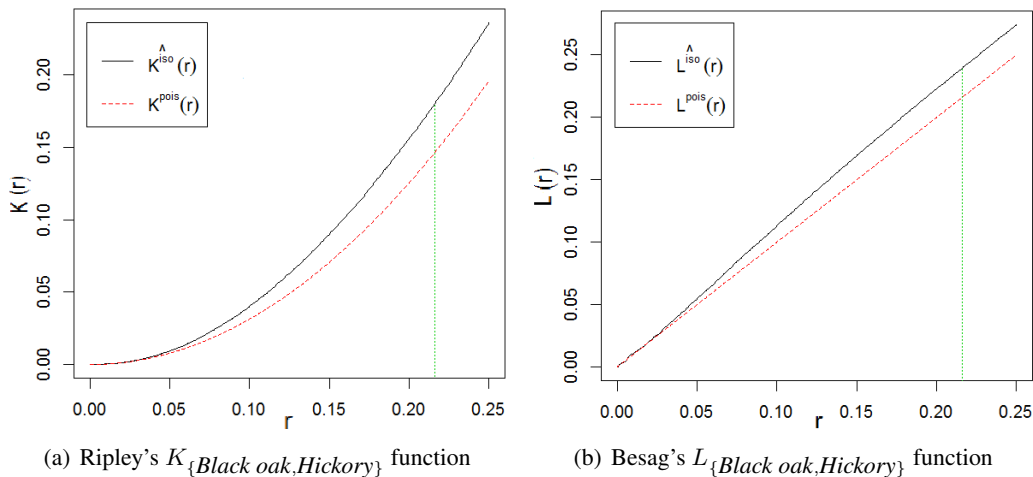 K^iso(r)
K^pois(r)
K (r)
0.00 0.05 0.10 0.15 0.20
0.00 0.05 0.10 0.15 0.20 0.25
r
(a) Ripley's K{Black oak,Hickory} function
L^iso(r)
L^pois(r)
L (r)
0.00 0.05 0.10 0.15 0.20 0.25
0.00 0.05 0.10 0.15 0.20 0.25
r
(b) Besag's L{Black oak,Hickory} function